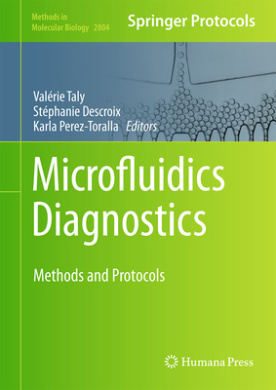 Methods in
Molecular Biology 2804
Springer Protocols
Valérie Taly
Stéphanie Descroix
Karla Perez-Toralla Editors
Microfluidics
Diagnostics
Methods and Protocols
Humana Press